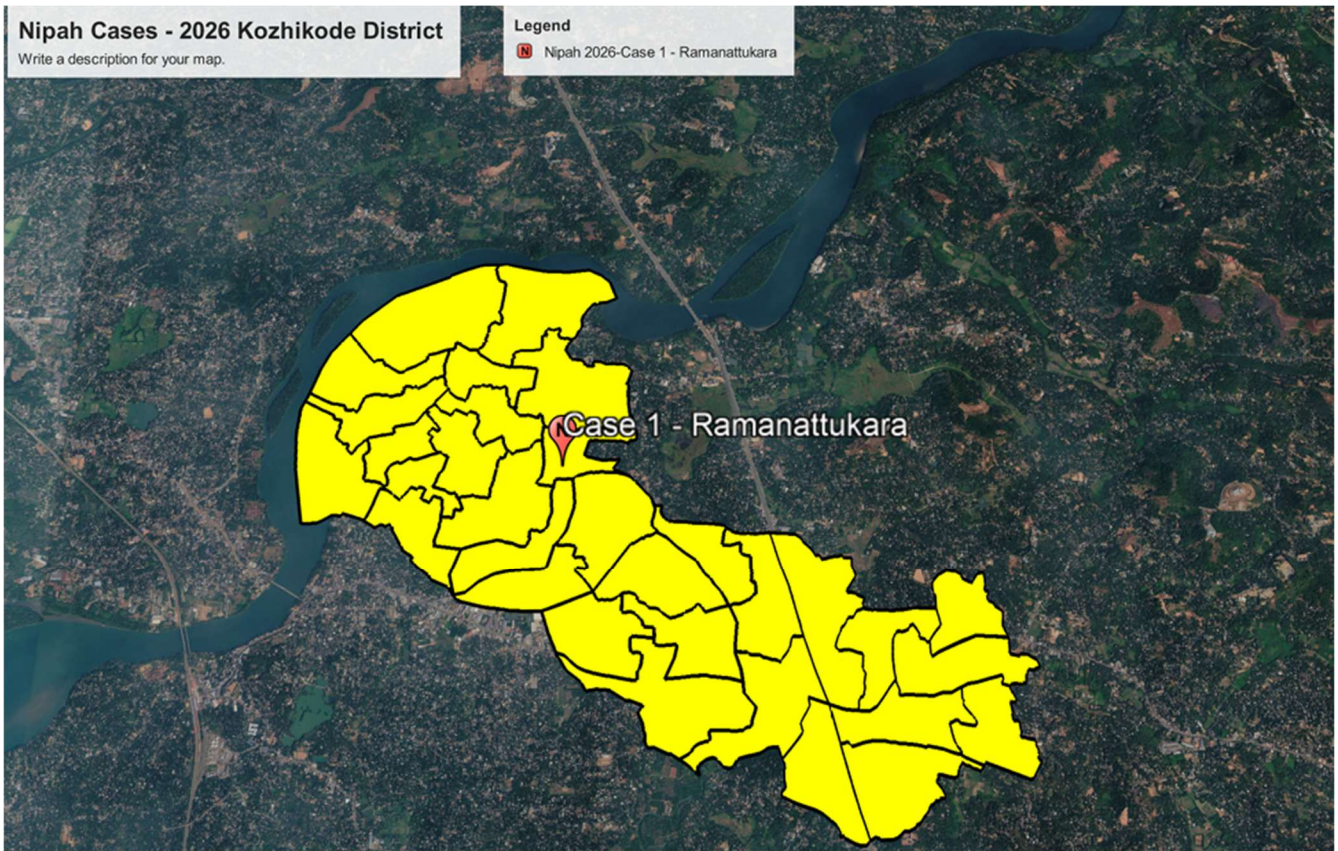 Nipah Cases - 2026 Kozhikode District
Write a description for your map.
Legend
N Nipah 2026-Case 1 - Ramanattukara
Case 1 - Ramanattukara